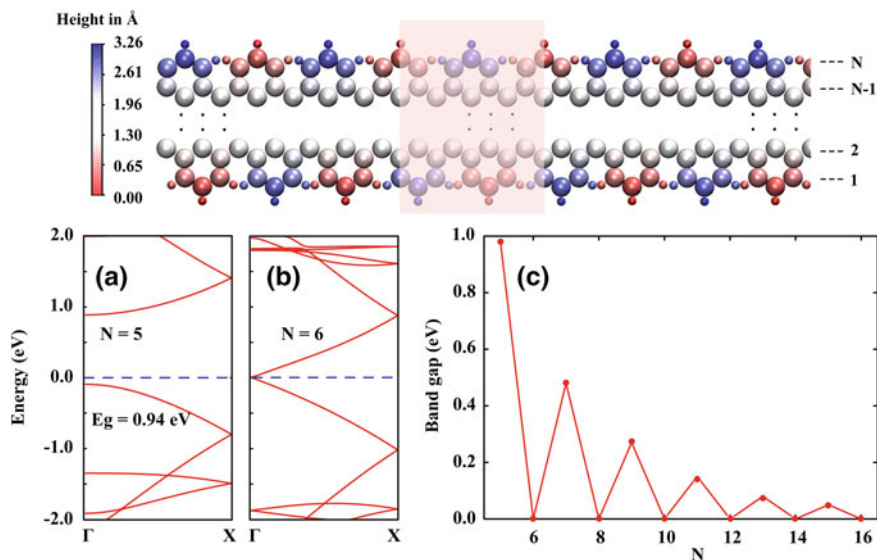 Height in Å
3.26
2.61
1.96
1.30
0.65
0.00
N
N-1
2
1
(a)
N = 5
Eg = 0.94 eV
Energy (eV)
2.0
1.0
0.0
-1.0
-2.0
Γ X
(b)
N = 6
Γ X
(c)
Band gap (eV)
1.0
0.8
0.6
0.4
0.2
0.0
6 8 10 12 14 16
N